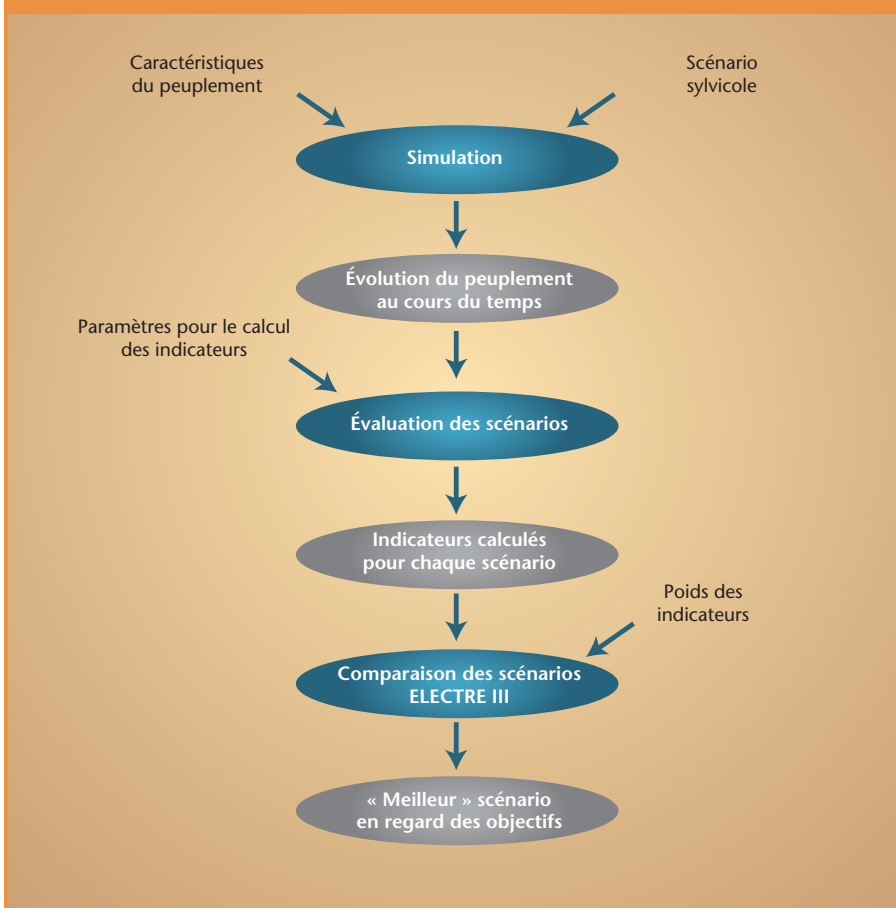 Caractéristiques
du peuplement
Scénario
sylvicole
Simulation
Évolution du peuplement
au cours du temps
Paramètres pour le calcul
des indicateurs
Évaluation des scénarios
Indicateurs calculés
pour chaque scénario
Poids des
indicateurs
Comparaison des scénarios
ELECTRE III
« Meilleur » scénario
en regard des objectifs